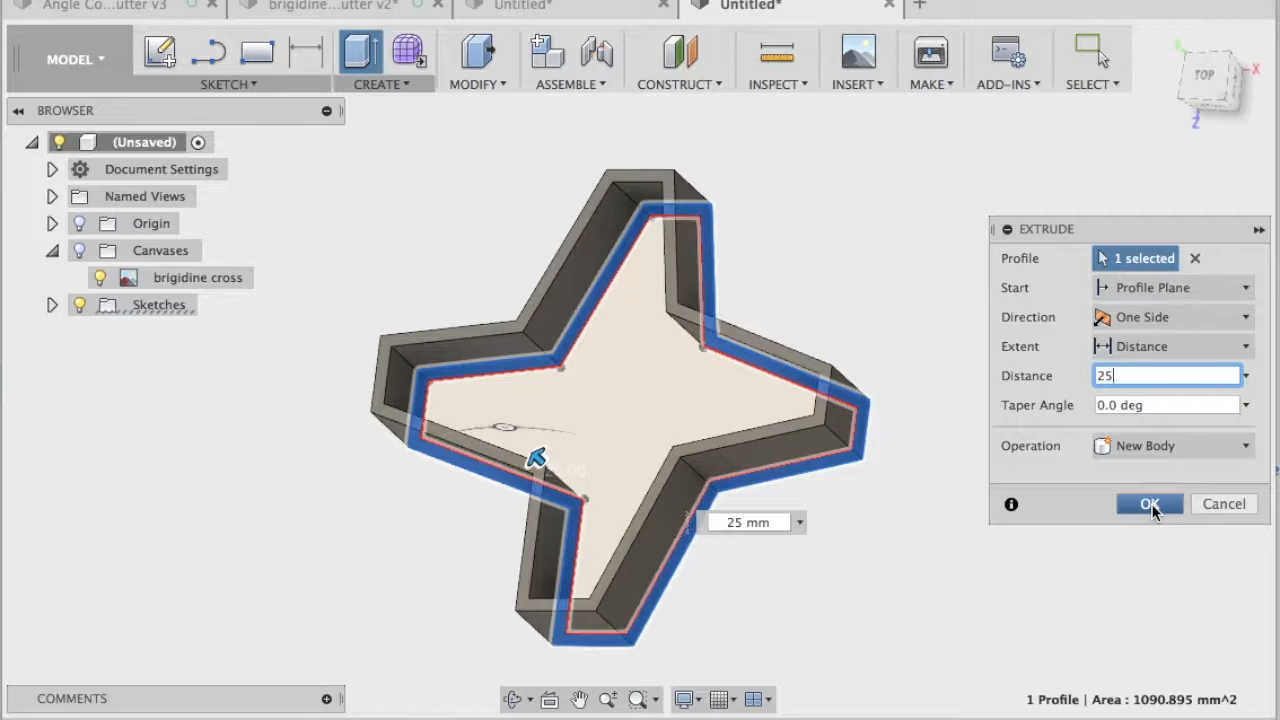 Angle Co...utter v3
brigidine...utter v2*
Untitled*
Untitled*
MODEL
SKETCH
CREATE
MODIFY
ASSEMBLE
CONSTRUCT
INSPECT
INSERT
MAKE
ADD-INS
SELECT
TOP
X
Z
BROWSER
(Unsaved)
Document Settings
Named Views
Origin
Canvases
brigidine cross
Sketches
EXTRUDE
Profile 1 selected
Start Profile Plane
Direction One Side
Extent Distance
Distance 25
Taper Angle 0.0 deg
Operation New Body
OK Cancel
25 mm
COMMENTS
1 Profile | Area : 1090.895 mm^2